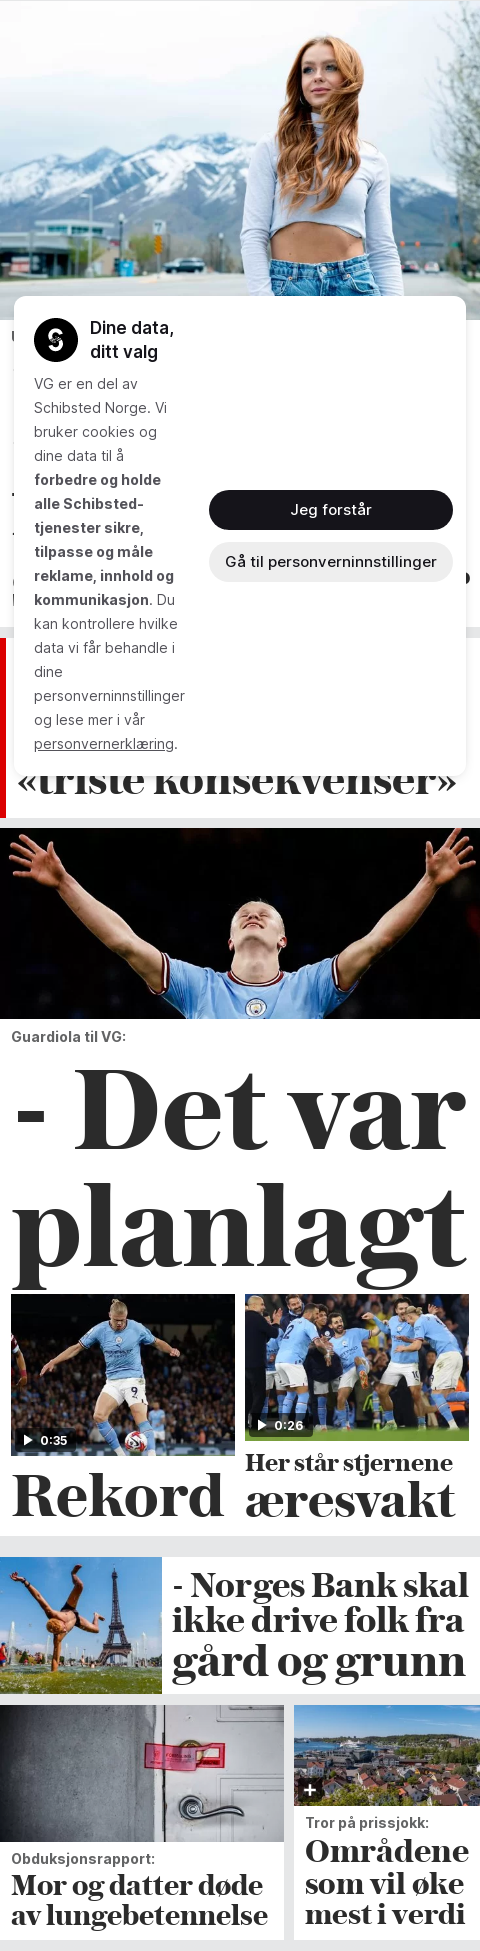 Dine data,
ditt valg
VG er en del av
Schibsted Norge. Vi
bruker cookies og
dine data til å
forbedre og holde
alle Schibsted-
tjenester sikre,
tilpasse og måle
reklame, innhold og
kommunikasjon. Du
kan kontrollere hvilke
data vi får behandle i
dine
personverninnstillinger
og lese mer i vår
personvernerklæring.
Jeg forstår
Gå til personverninnstillinger
«triste konsekvenser»
Guardiola til VG:
- Det var
planlagt
0:35
Rekord
0:26
Her står stjernene
æresvakt
- Norges Bank skal
ikke drive folk fra
gård og grunn
Obduksjonsrapport:
Mor og datter døde
av lungebetennelse
Tror på prissjokk:
Områdene
som vil øke
mest i verdi